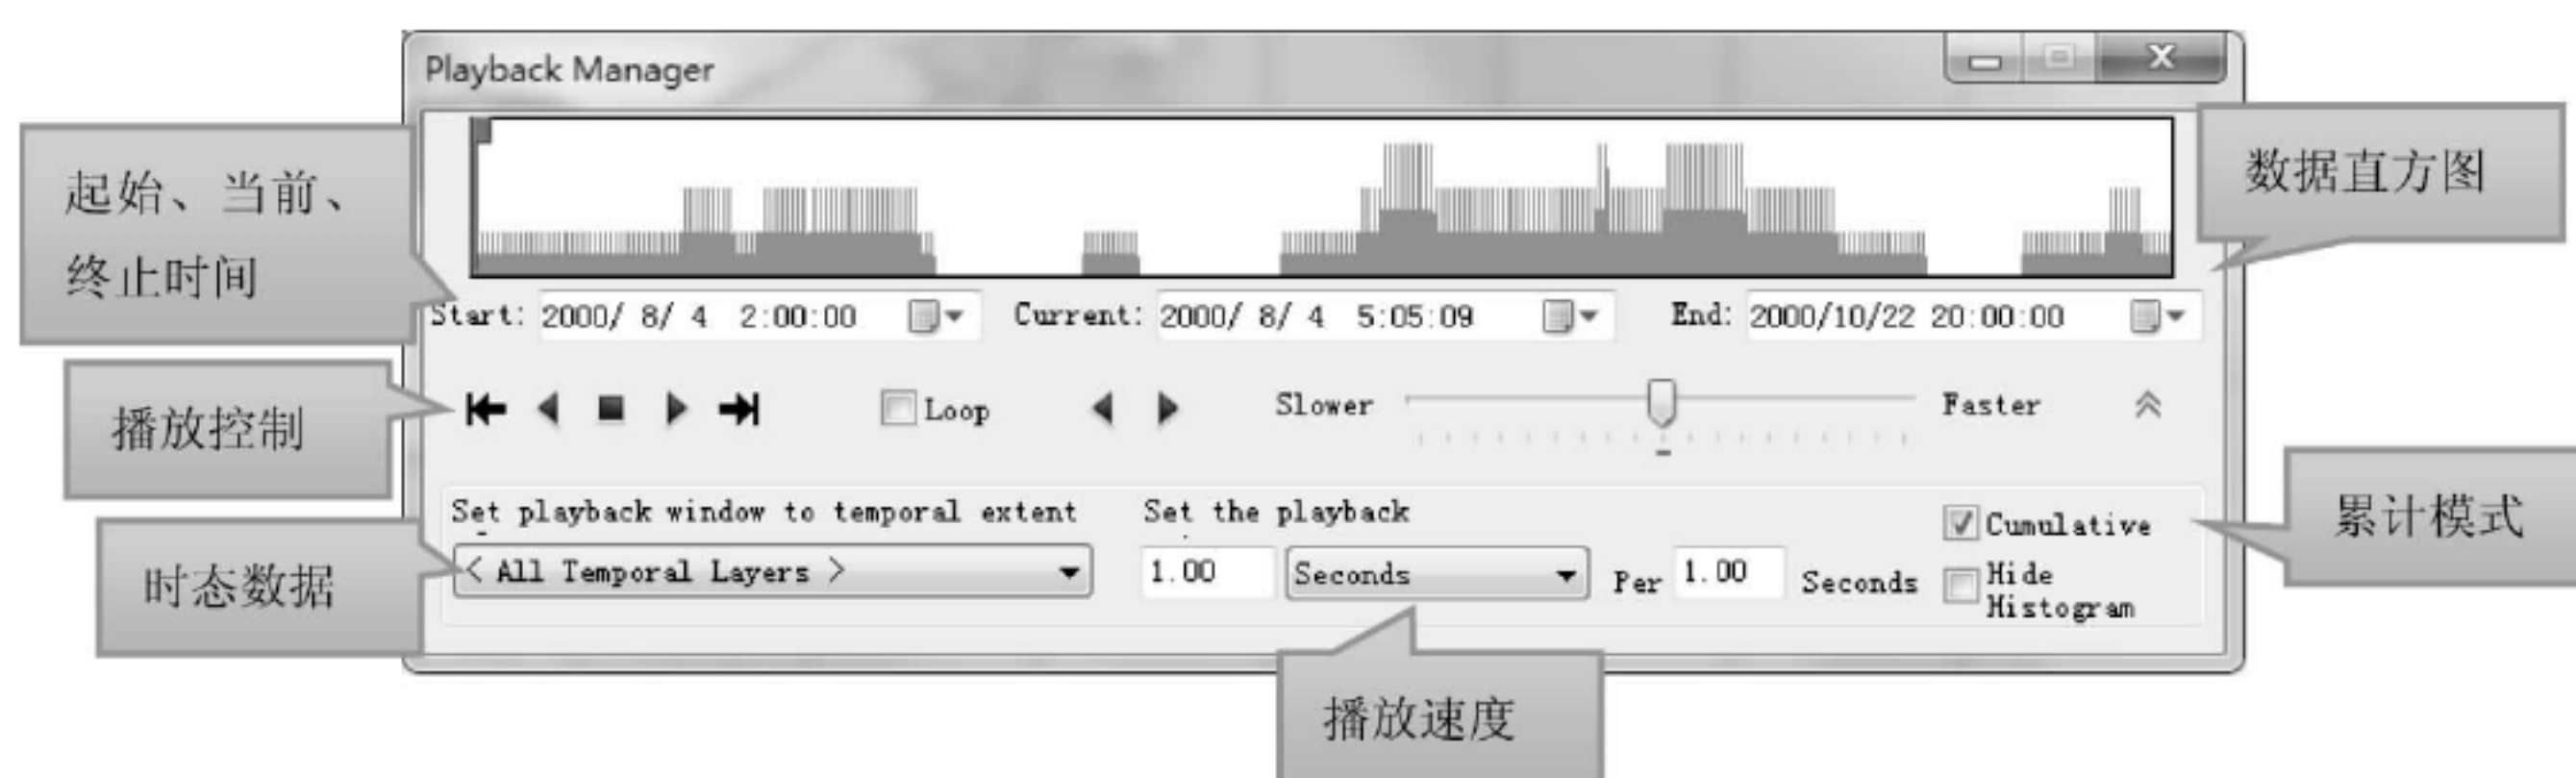 Playback Manager
起始、当前、
终止时间
数据直方图
Start: 2000/ 8/ 4 2:00:00 Current: 2000/ 8/ 4 5:05:09 End: 2000/10/22 20:00:00
播放控制
Loop Slower Faster
Set playback window to temporal extent Set the playback
Cumulative
累计模式
时态数据
< All Temporal Layers > 1.00 Seconds Per 1.00 Seconds
Hide
Histogram
播放速度